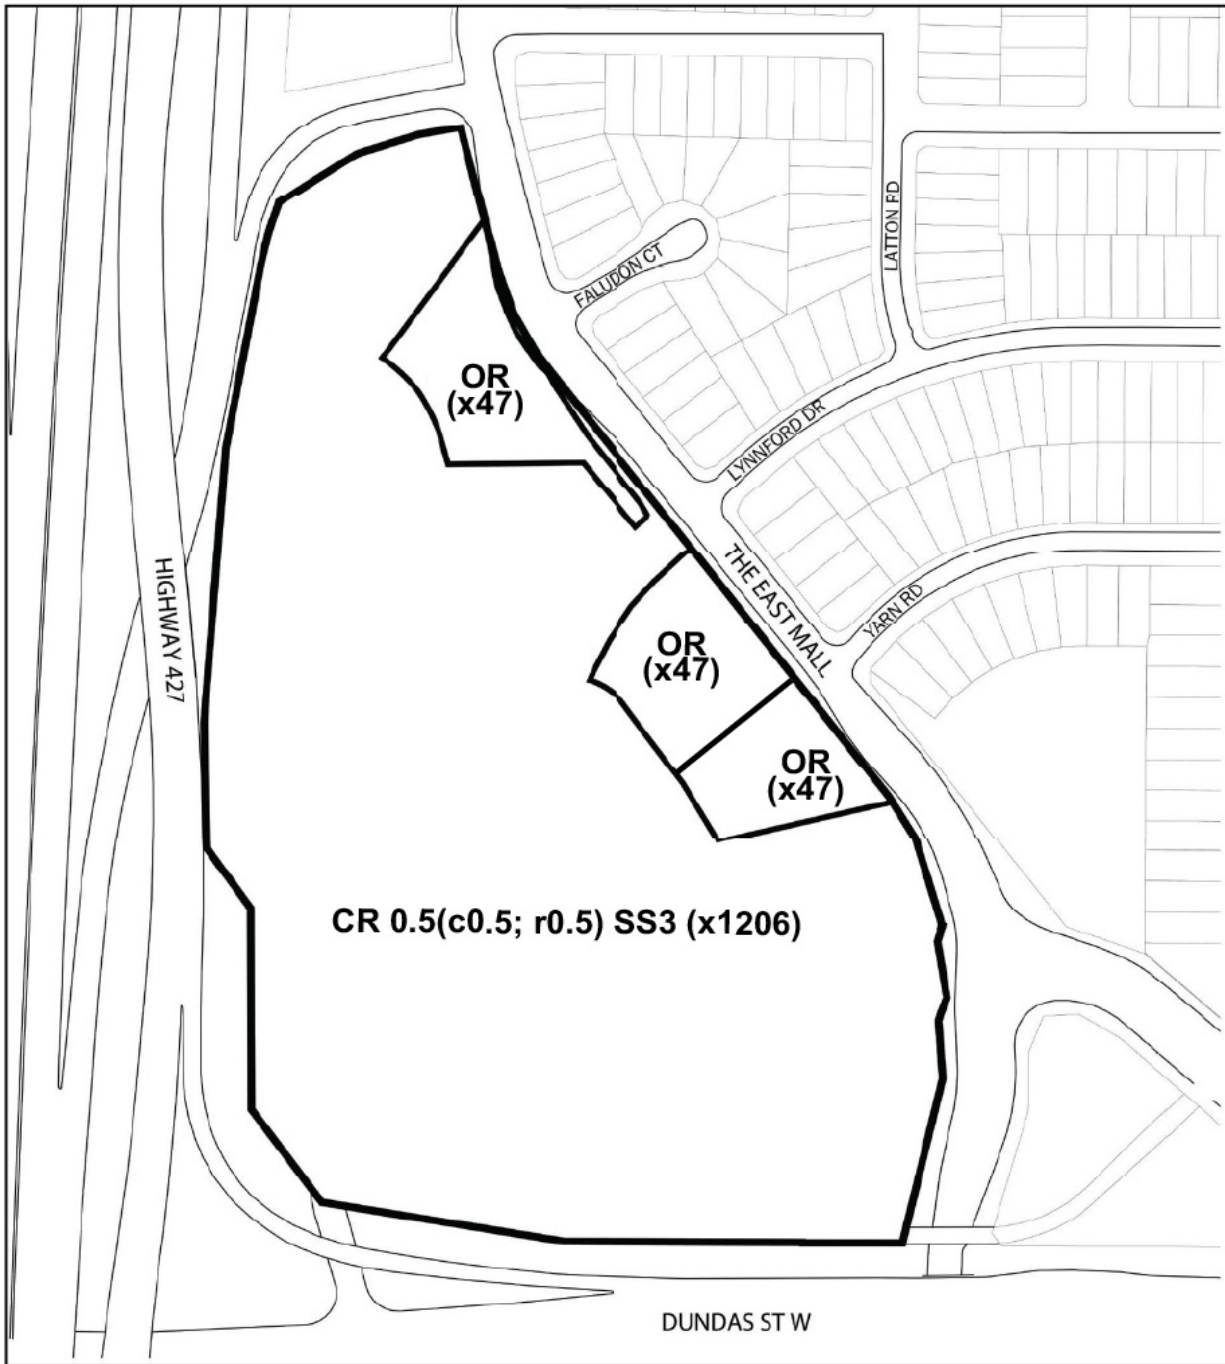 LATTON RD
FALUDON CT
OR
(x47)
LYNNFORD DR
HIGHWAY 427
THE EAST MALL
YARN RD
OR
(x47)
OR
(x47)
CR 0.5(c0.5; r0.5) SS3 (x1206)
DUNDAS ST W